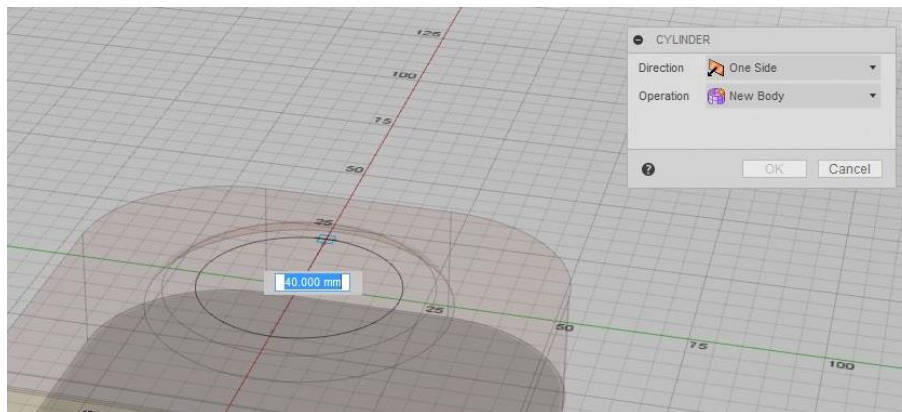 125
CYLINDER
Direction One Side
100
Operation New Body
75
50
? OK Cancel
25
40.000 mm
25
50
75
100